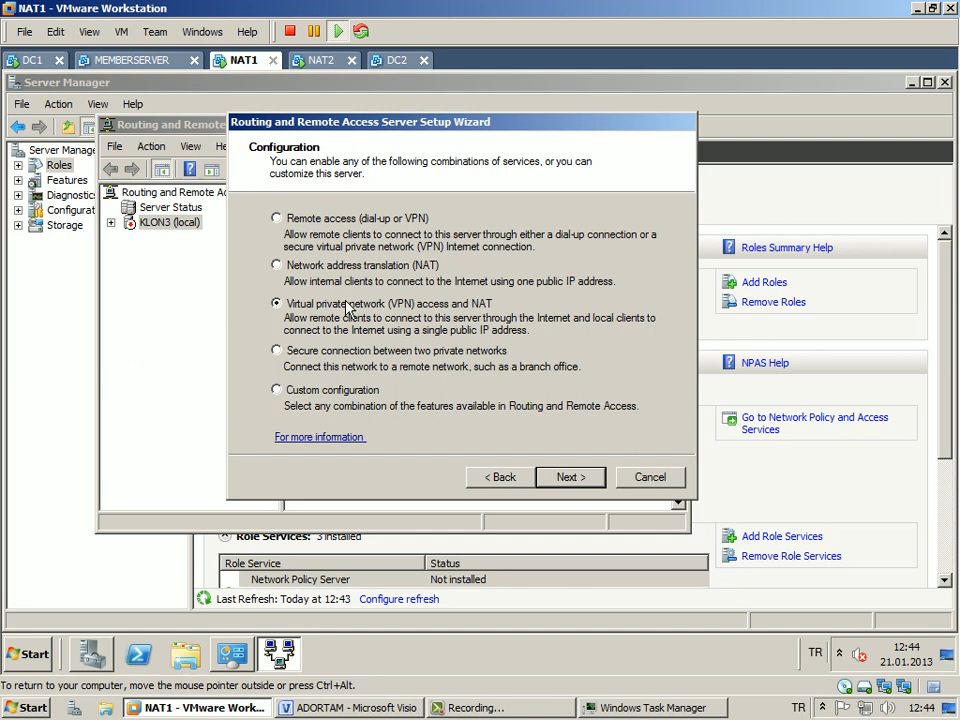 NAT1 - VMware Workstation
File Edit View VM Team Windows Help
DC1 MEMBERSERVER NAT1 NAT2 DC2
Server Manager
File Action View Help
Routing and Remote
File Action View
Server Manage
Roles
Features
Diagnostic
Configurat
Storage
Routing and Remote Ac
Server Status
KLON3 (local)
Routing and Remote Access Server Setup Wizard
Configuration
You can enable any of the following combinations of services, or you can
customize this server.
Remote access (dial-up or VPN)
Allow remote clients to connect to this server through either a dial-up connection or a
secure virtual private network (VPN) Internet connection.
Network address translation (NAT)
Allow internal clients to connect to the Internet using one public IP address.
Virtual private network (VPN) access and NAT
Allow remote clients to connect to this server through the Internet and local clients to
connect to the Internet using a single public IP address.
Secure connection between two private networks
Connect this network to a remote network, such as a branch office.
Custom configuration
Select any combination of the features available in Routing and Remote Access.
For more information
< Back Next > Cancel
Roles Summary Help
Add Roles
Remove Roles
NPAS Help
Go to Network Policy and Access
Services
Add Role Services
Remove Role Services
Role Services: 3 installed
Role Service Status
Network Policy Server Not installed
Last Refresh: Today at 12:43 Configure refresh
Start TR 12:44
21.01.2013
To return to your computer, move the mouse pointer outside or press Ctrl+Alt.
Start NAT1 - VMware Work... ADORTAM - Microsoft Visio Recording... Windows Task Manager TR 12:44